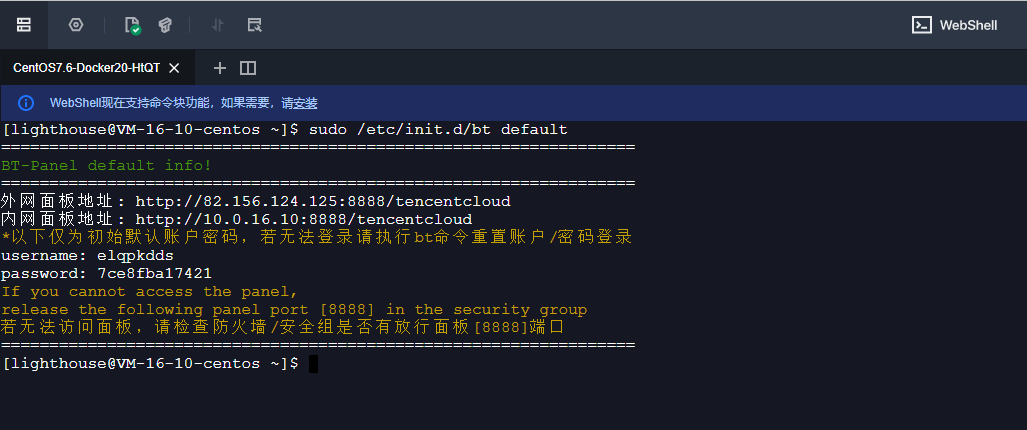 WebShell
CentOS7.6-Docker20-HtQT
WebShell现在支持命令块功能，如果需要，请安装
[lighthouse@VM-16-10-centos ~]$ sudo /etc/init.d/bt default
==================================================================
BT-Panel default info!
==================================================================
外网面板地址: http://82.156.124.125:8888/tencentcloud
内网面板地址: http://10.0.16.10:8888/tencentcloud
*以下仅为初始默认账户密码，若无法登录请执行bt命令重置账户/密码登录
username: elqpkdds
password: 7ce8fba17421
If you cannot access the panel,
release the following panel port [8888] in the security group
若无法访问面板，请检查防火墙/安全组是否有放行面板[8888]端口
==================================================================
[lighthouse@VM-16-10-centos ~]$